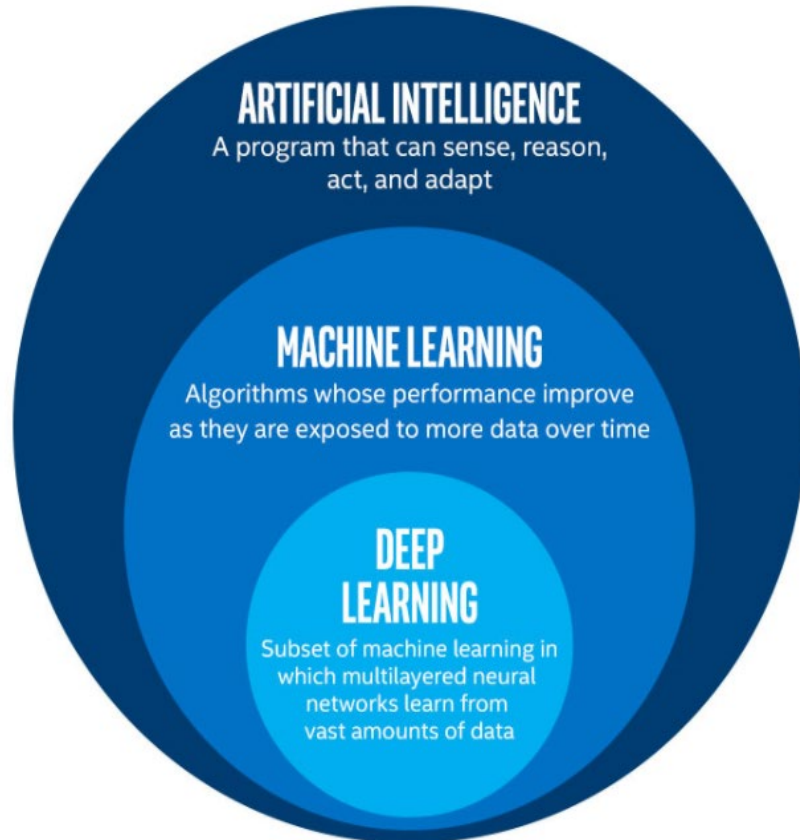 ARTIFICIAL INTELLIGENCE
A program that can sense, reason,
act, and adapt
MACHINE LEARNING
Algorithms whose performance improve
as they are exposed to more data over time
DEEP
LEARNING
Subset of machine learning in
which multilayered neural
networks learn from
vast amounts of data